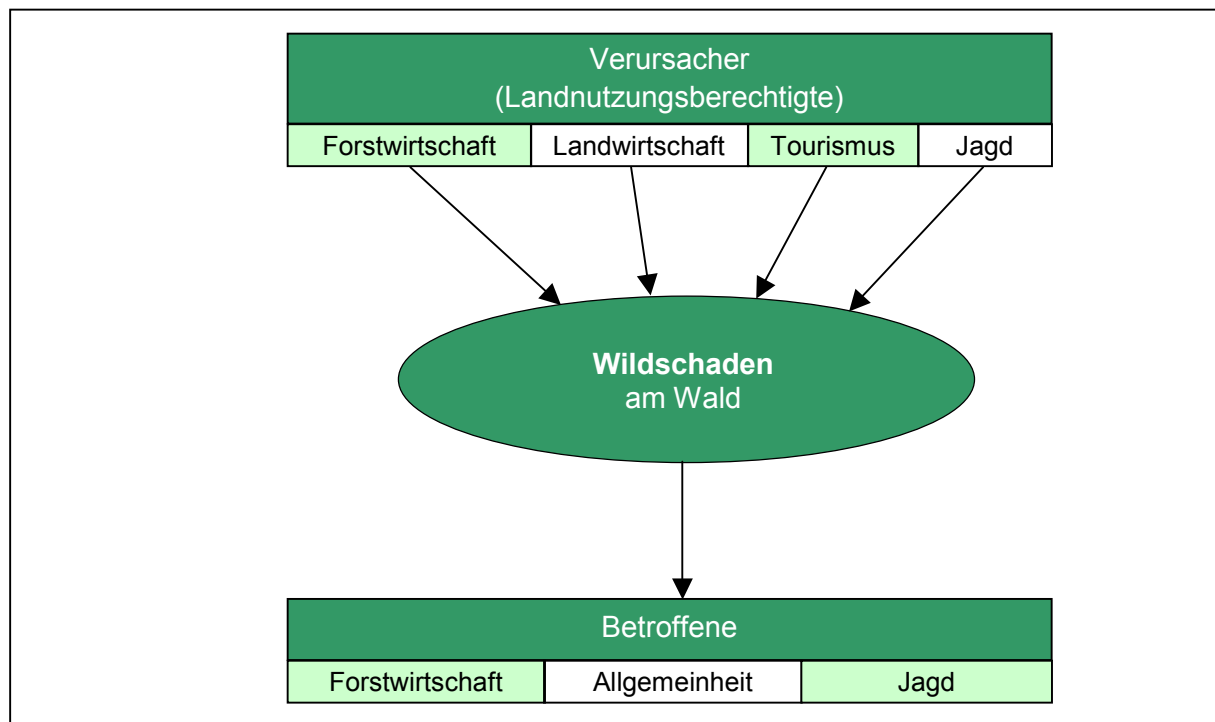 Verursacher
(Landnutzungsberechtigte)
Forstwirtschaft Landwirtschaft Tourismus Jagd
Wildschaden
am Wald
Betroffene
Forstwirtschaft Allgemeinheit Jagd